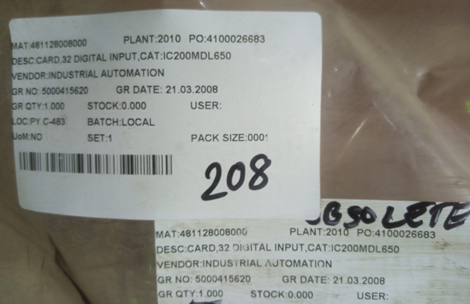 MAT:481128008000 PLANT:2010 PO:4100026683
DESC:CARD,32 DIGITAL INPUT,CAT:IC200MDL650
VENDOR:INDUSTRIAL AUTOMATION
GR NO: 5000415620 GR DATE: 21.03.2008
GR QTY:1.000 STOCK:0.000 USER:
LOC:PY C-483 BATCH:LOCAL
UoM:NO SET:1 PACK SIZE:0001
208
OBSOLETE
MAT:481128008000 PLANT:2010 PO:4100026683
DESC:CARD,32 DIGITAL INPUT,CAT:IC200MDL650
VENDOR:INDUSTRIAL AUTOMATION
GR NO: 5000415620 GR DATE: 21.03.2008
GR QTY:1.000 STOCK:0.000 USER: